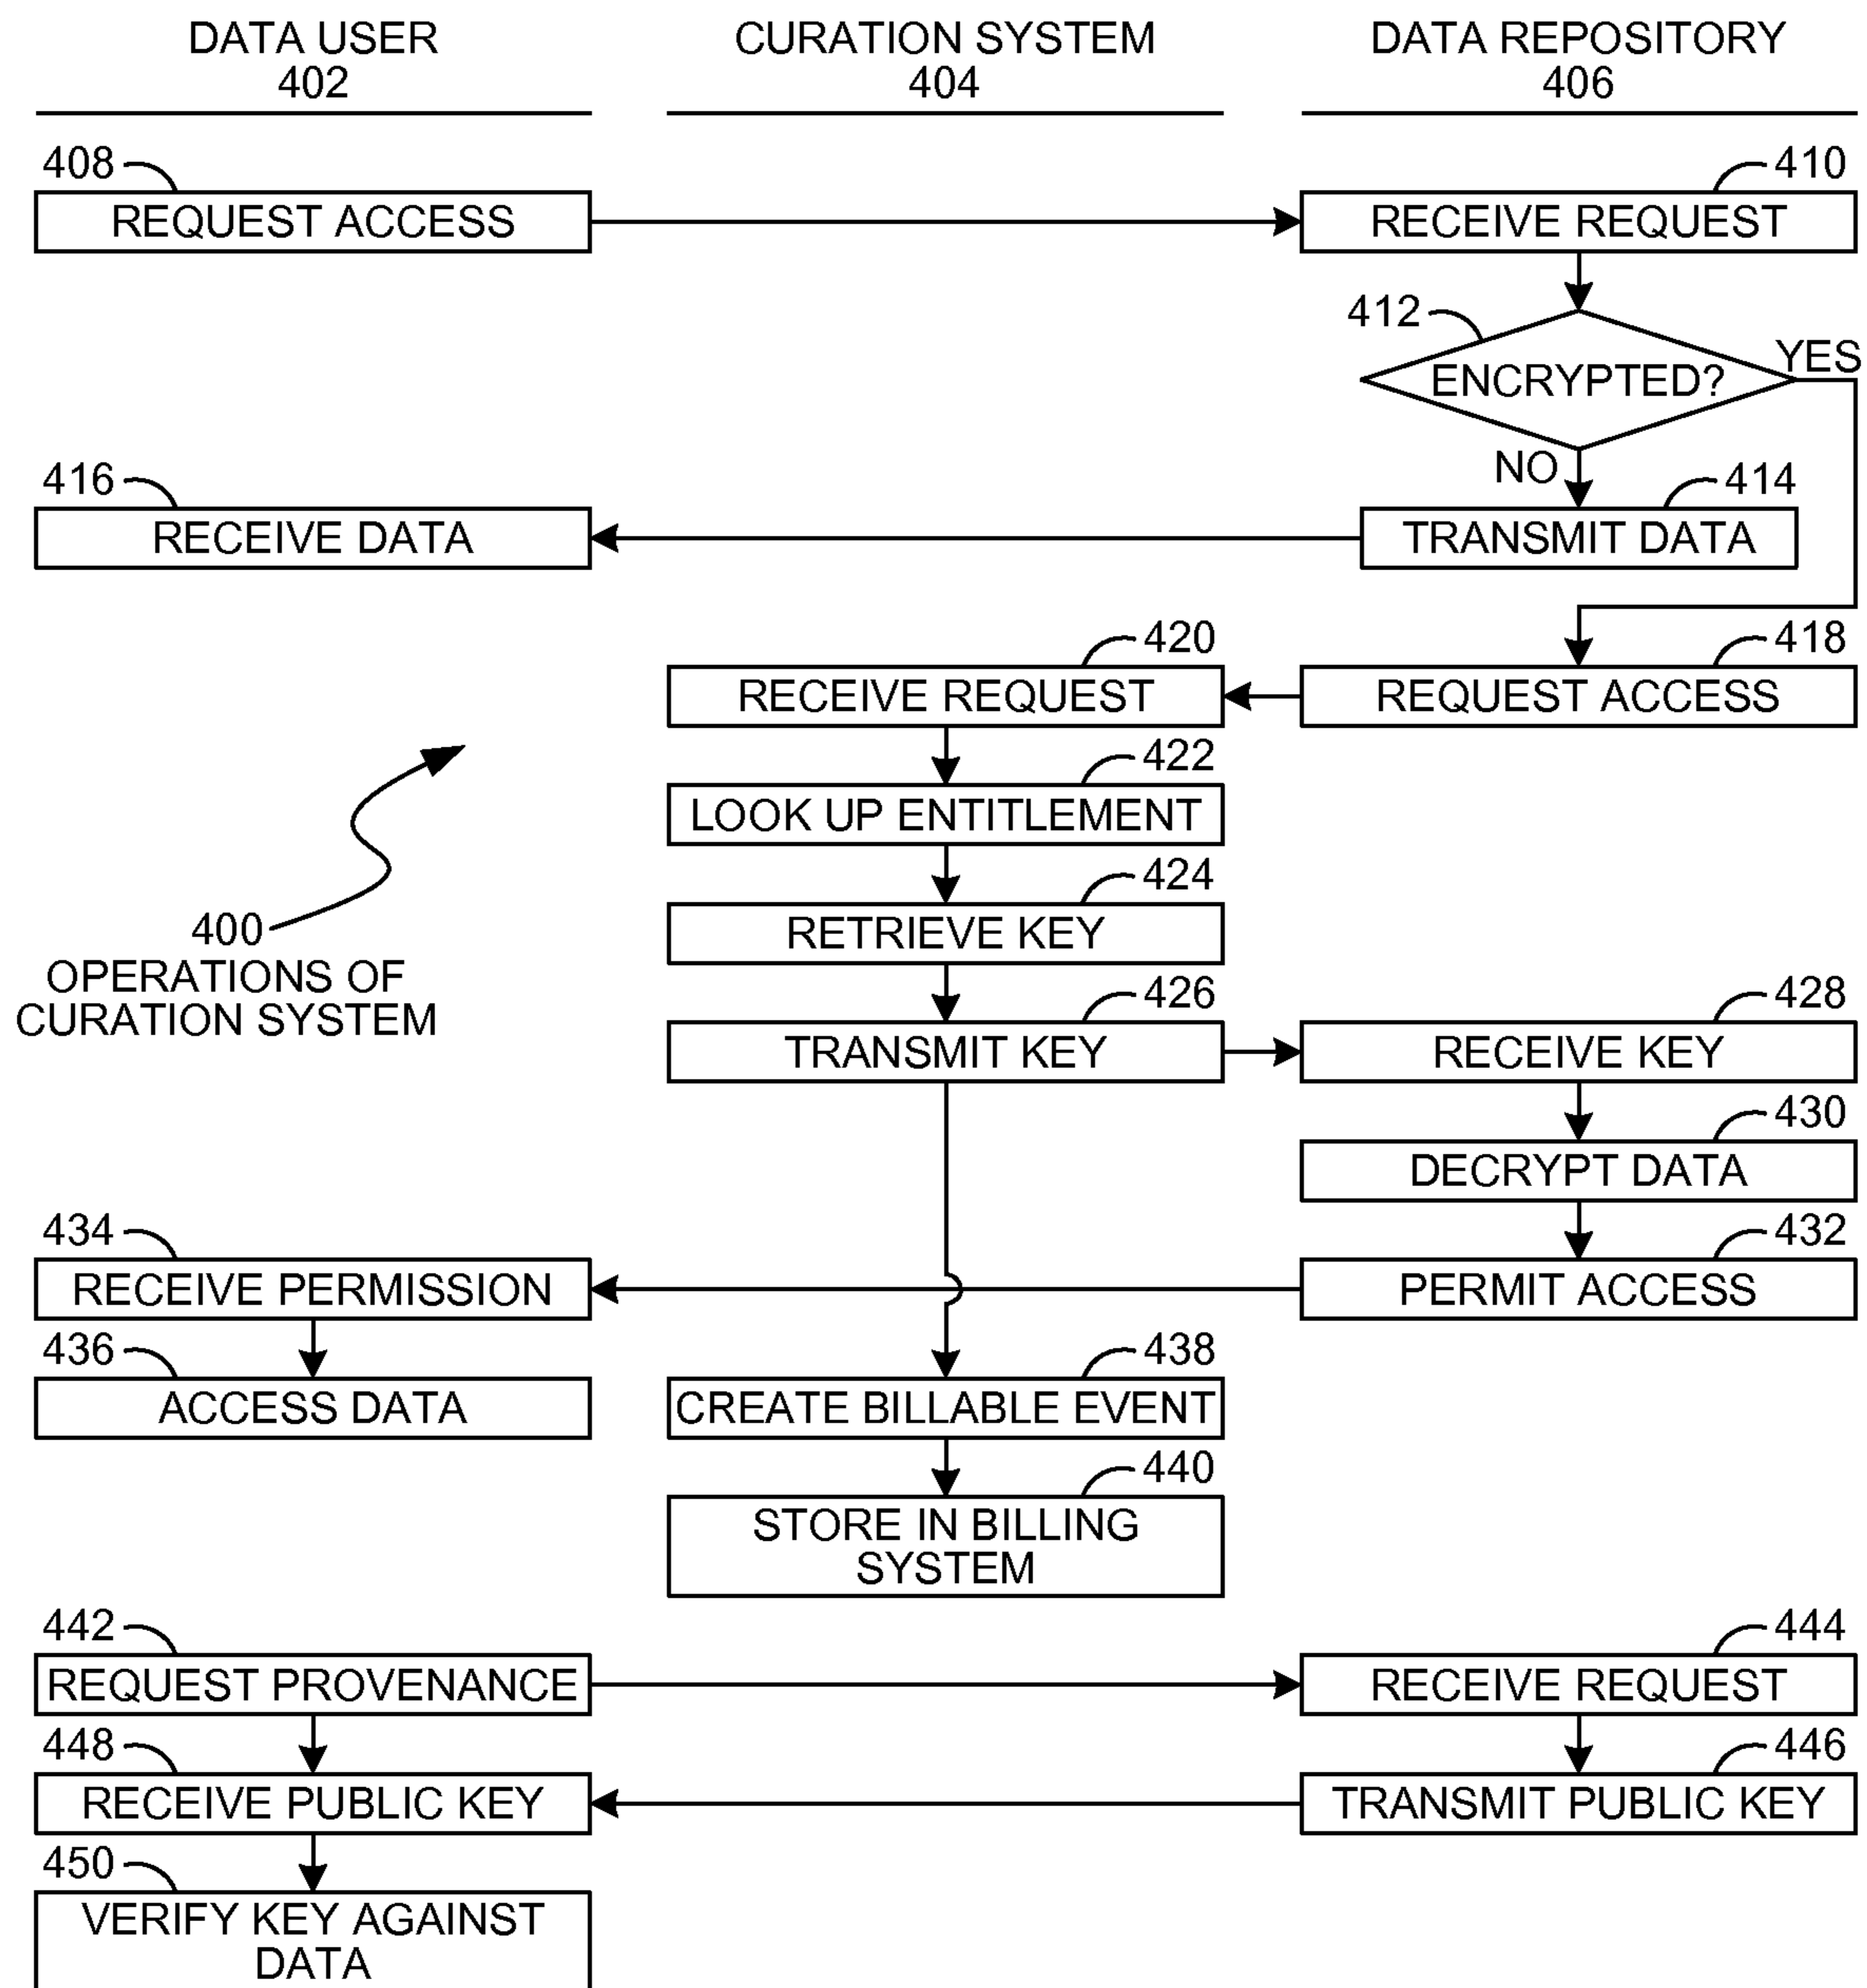 DATA USER
402
CURATION SYSTEM
404
DATA REPOSITORY
406
408
REQUEST ACCESS
410
RECEIVE REQUEST
412
ENCRYPTED?
YES
NO
414
TRANSMIT DATA
416
RECEIVE DATA
418
REQUEST ACCESS
420
RECEIVE REQUEST
422
LOOK UP ENTITLEMENT
424
RETRIEVE KEY
400
OPERATIONS OF
CURATION SYSTEM
426
TRANSMIT KEY
428
RECEIVE KEY
430
DECRYPT DATA
432
PERMIT ACCESS
434
RECEIVE PERMISSION
436
ACCESS DATA
438
CREATE BILLABLE EVENT
440
STORE IN BILLING
SYSTEM
442
REQUEST PROVENANCE
444
RECEIVE REQUEST
446
TRANSMIT PUBLIC KEY
448
RECEIVE PUBLIC KEY
450
VERIFY KEY AGAINST
DATA